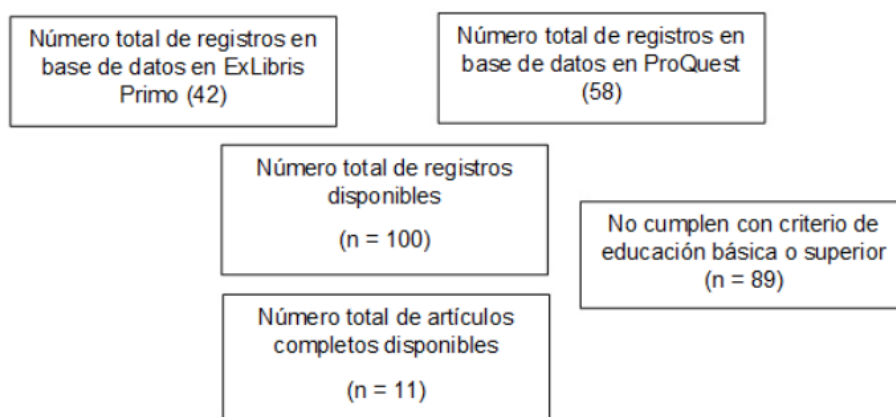 Número total de registros en
base de datos en ExLibris
Primo (42)
Número total de registros en
base de datos en ProQuest
(58)
Número total de registros
disponibles
(n = 100)
No cumplen con criterio de
educación básica o superior
(n = 89)
Número total de artículos
completos disponibles
(n = 11)